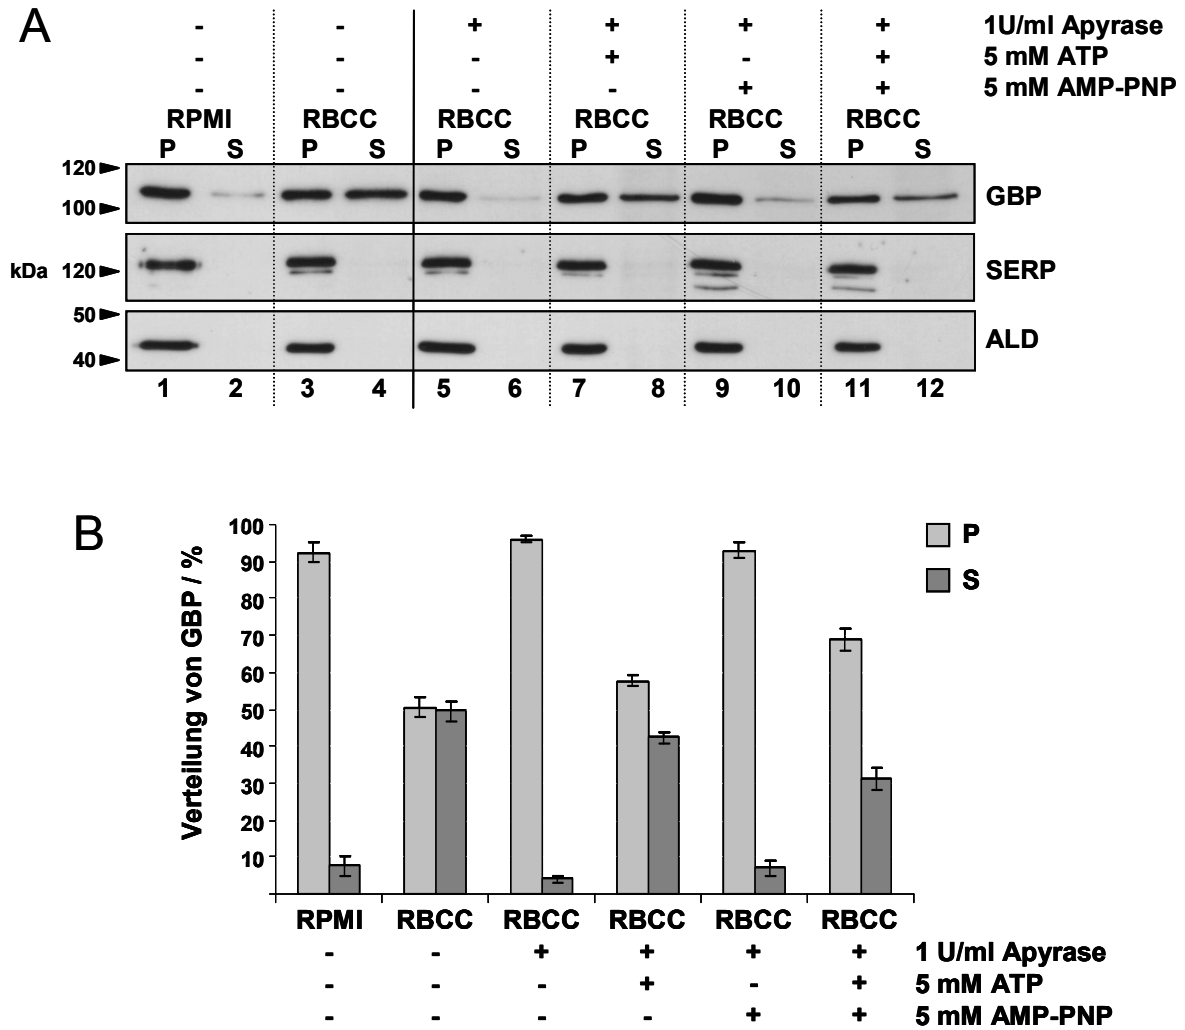 A
- - + + + + 1U/ml Apyrase
- - - + - + 5 mM ATP
- - - - + + 5 mM AMP-PNP
RPMI RBCC RBCC RBCC RBCC RBCC
P S P S P S P S P S P S
120
100
GBP
kDa 120
SERP
50
40
ALD
1 2 3 4 5 6 7 8 9 10 11 12
B
Verteilung von GBP / %
100
90
80
70
60
50
40
30
20
10
P
S
RPMI RBCC RBCC RBCC RBCC RBCC
- - + + + + 1 U/ml Apyrase
- - - + - + 5 mM ATP
- - - - + + 5 mM AMP-PNP